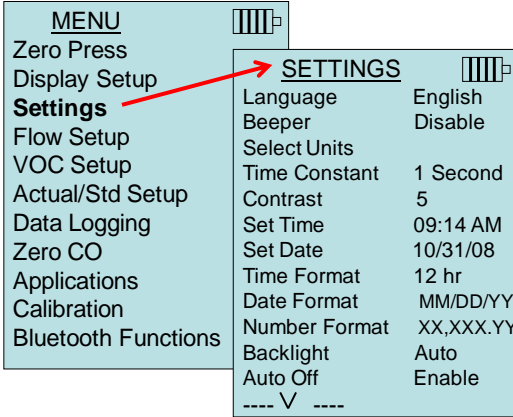 MENU
Zero Press
Display Setup
Settings
Flow Setup
VOC Setup
Actual/Std Setup
Data Logging
Zero CO
Applications
Calibration
Bluetooth Functions
SETTINGS
Language English
Beeper Disable
Select Units
Time Constant 1 Second
Contrast 5
Set Time 09:14 AM
Set Date 10/31/08
Time Format 12 hr
Date Format MM/DD/YY
Number Format XX,XXX.YY
Backlight Auto
Auto Off Enable
---- V ----